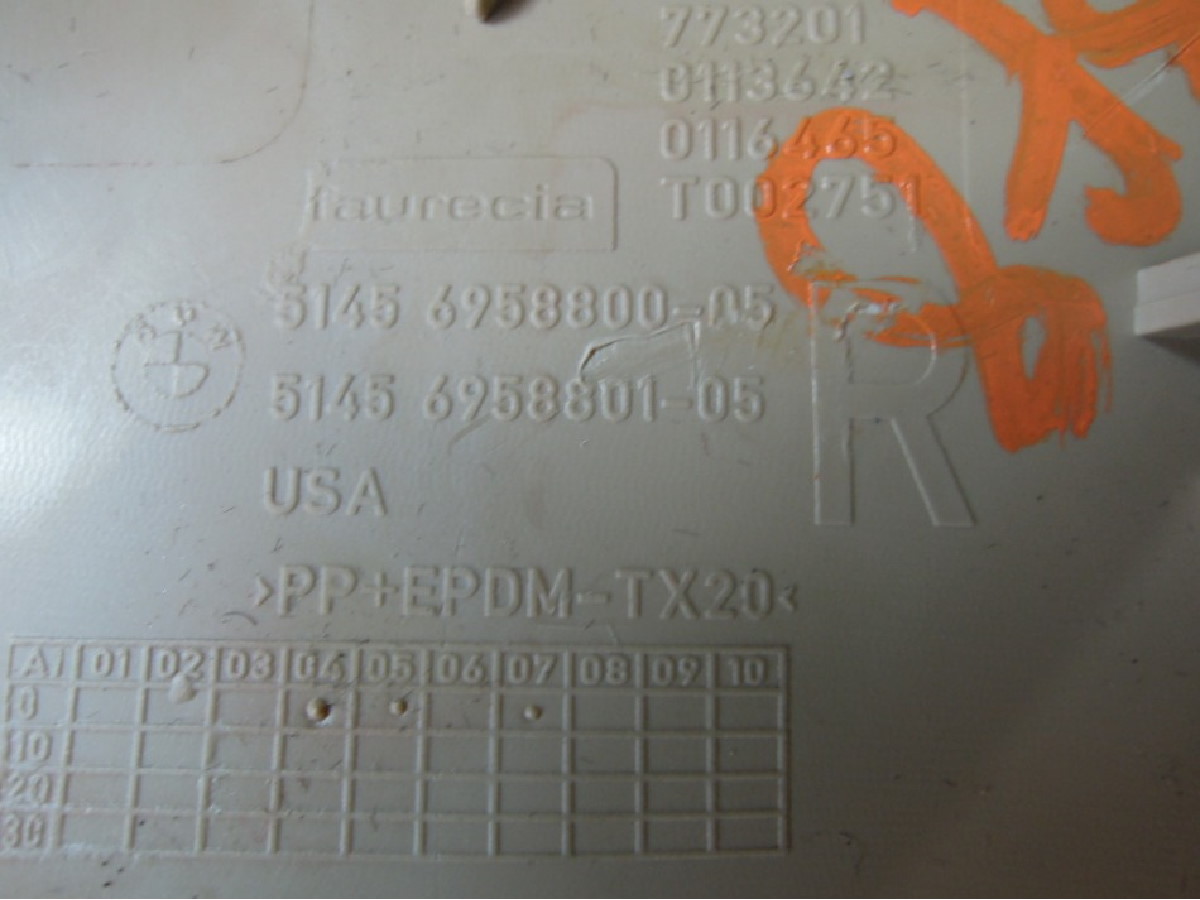 773201
0113642
0116465
T002751
faurecia
BMW
5145 6958800-05
5145 6958801-05
R
USA
>PP+EPDM-TX20<
A1 01 02 03 04 05 06 07 08 09 10
0
10
20
30